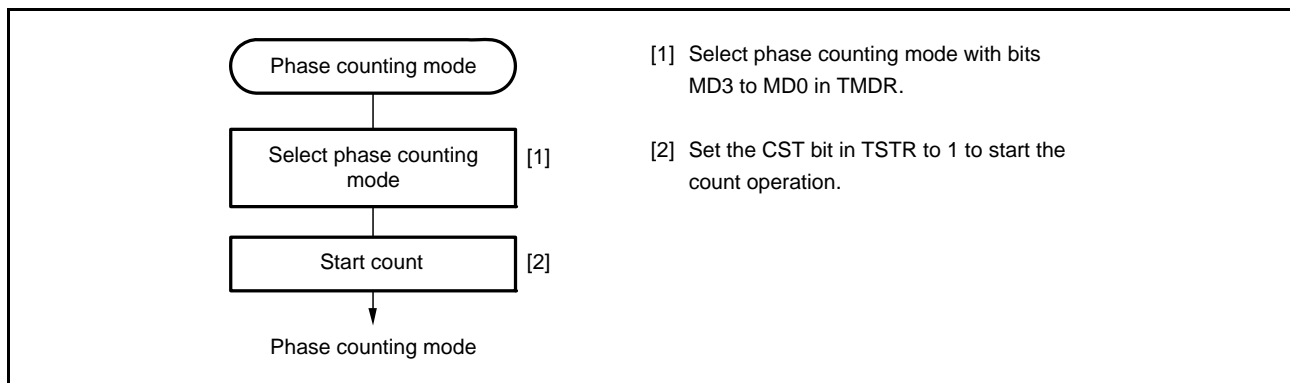 Phase counting mode
Select phase counting
mode
[1]
Start count
[2]
Phase counting mode
[1] Select phase counting mode with bits
MD3 to MD0 in TMDR.
[2] Set the CST bit in TSTR to 1 to start the
count operation.